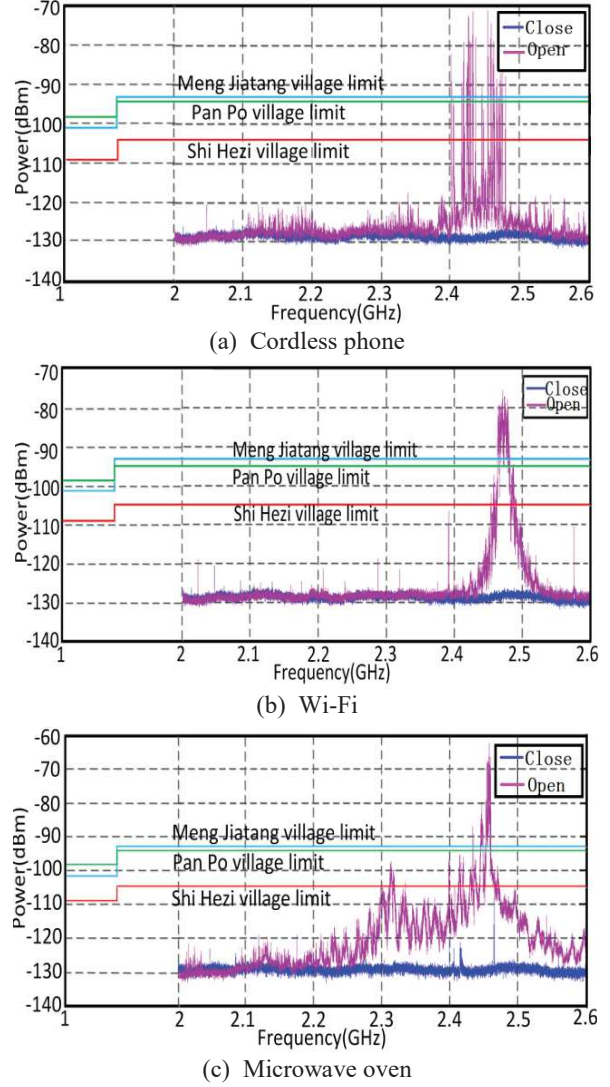 -70
-80
-90
-100
-110
-120
-130
-140
Power(dBm)
Close
Open
Meng Jiatang village limit
Pan Po village limit
Shi Hezi village limit
1 2 2.1 2.2 2.3 2.4 2.5 2.6
Frequency(GHz)
(a) Cordless phone
-70
-80
-90
-100
-110
-120
-130
-140
Power(dBm)
Close
Open
Meng Jiatang village limit
Pan Po village limit
Shi Hezi village limit
1 2 2.1 2.2 2.3 2.4 2.5 2.6
Frequency(GHz)
(b) Wi-Fi
-60
-70
-80
-90
-100
-110
-120
-130
-140
Power(dBm)
Close
Open
Meng Jiatang village limit
Pan Po village limit
Shi Hezi village limit
1 2 2.1 2.2 2.3 2.4 2.5 2.6
Frequency(GHz)
(c) Microwave oven